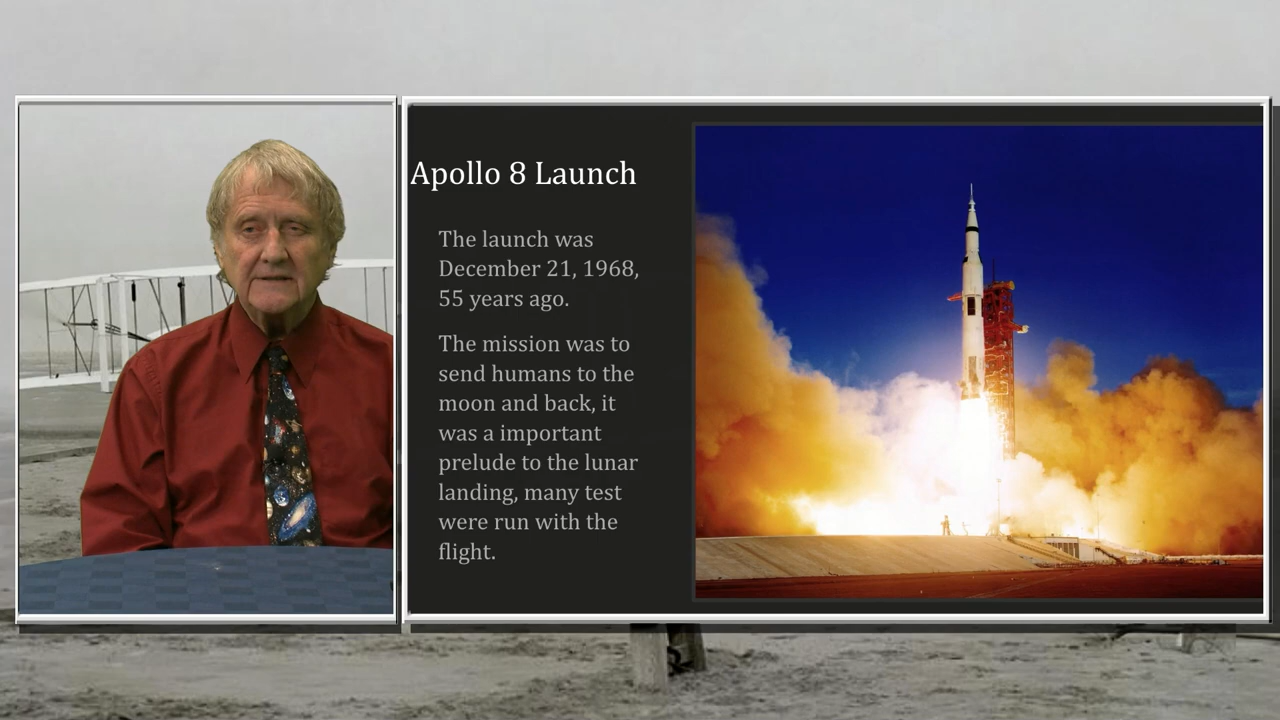 Apollo 8 Launch
The launch was
December 21, 1968,
55 years ago.
The mission was to
send humans to the
moon and back, it
was a important
prelude to the lunar
landing, many test
were run with the
flight.